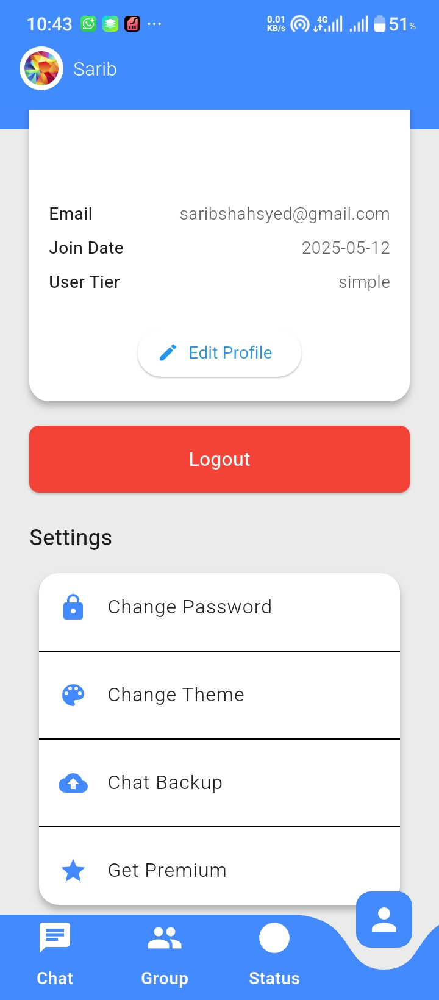 10:43
0.01 KB/s 4G 51%
Sarib
Email saribshahsyed@gmail.com
Join Date 2025-05-12
User Tier simple
Edit Profile
Logout
Settings
Change Password
Change Theme
Chat Backup
Get Premium
Chat Group Status